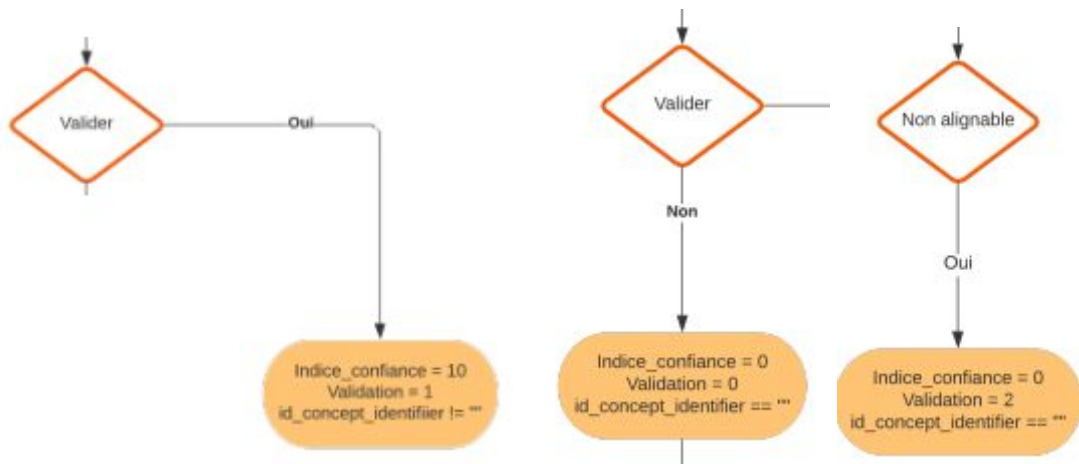 Valider
Oui
Indice_confiance = 10
Validation = 1
id_concept_identifiier != ""
Valider
Non
Indice_confiance = 0
Validation = 0
id_concept_identifier == ""
Non alignable
Oui
Indice_confiance = 0
Validation = 2
id_concept_identifier == ""